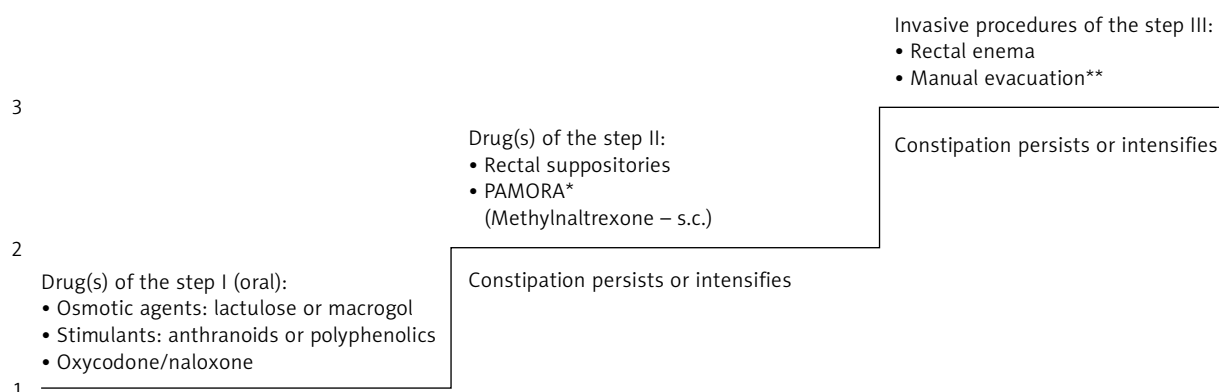 Invasive procedures of the step III:
• Rectal enema
• Manual evacuation**
3
Drug(s) of the step II:
• Rectal suppositories
• PAMORA*
(Methylnaltrexone – s.c.)
Constipation persists or intensifies
2
Drug(s) of the step I (oral):
• Osmotic agents: lactulose or macrogol
• Stimulants: anthranoids or polyphenolics
• Oxycodone/naloxone
Constipation persists or intensifies
1